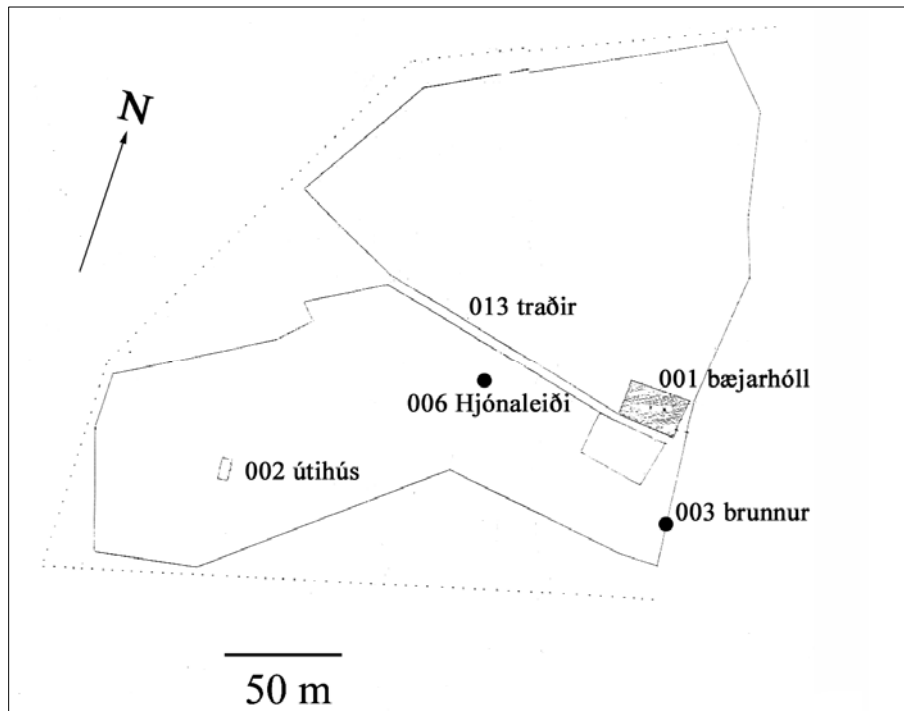 N
013 traðir
001 bæjarhóll
006 Hjónaleiði
002 útihús
003 brunnur
50 m